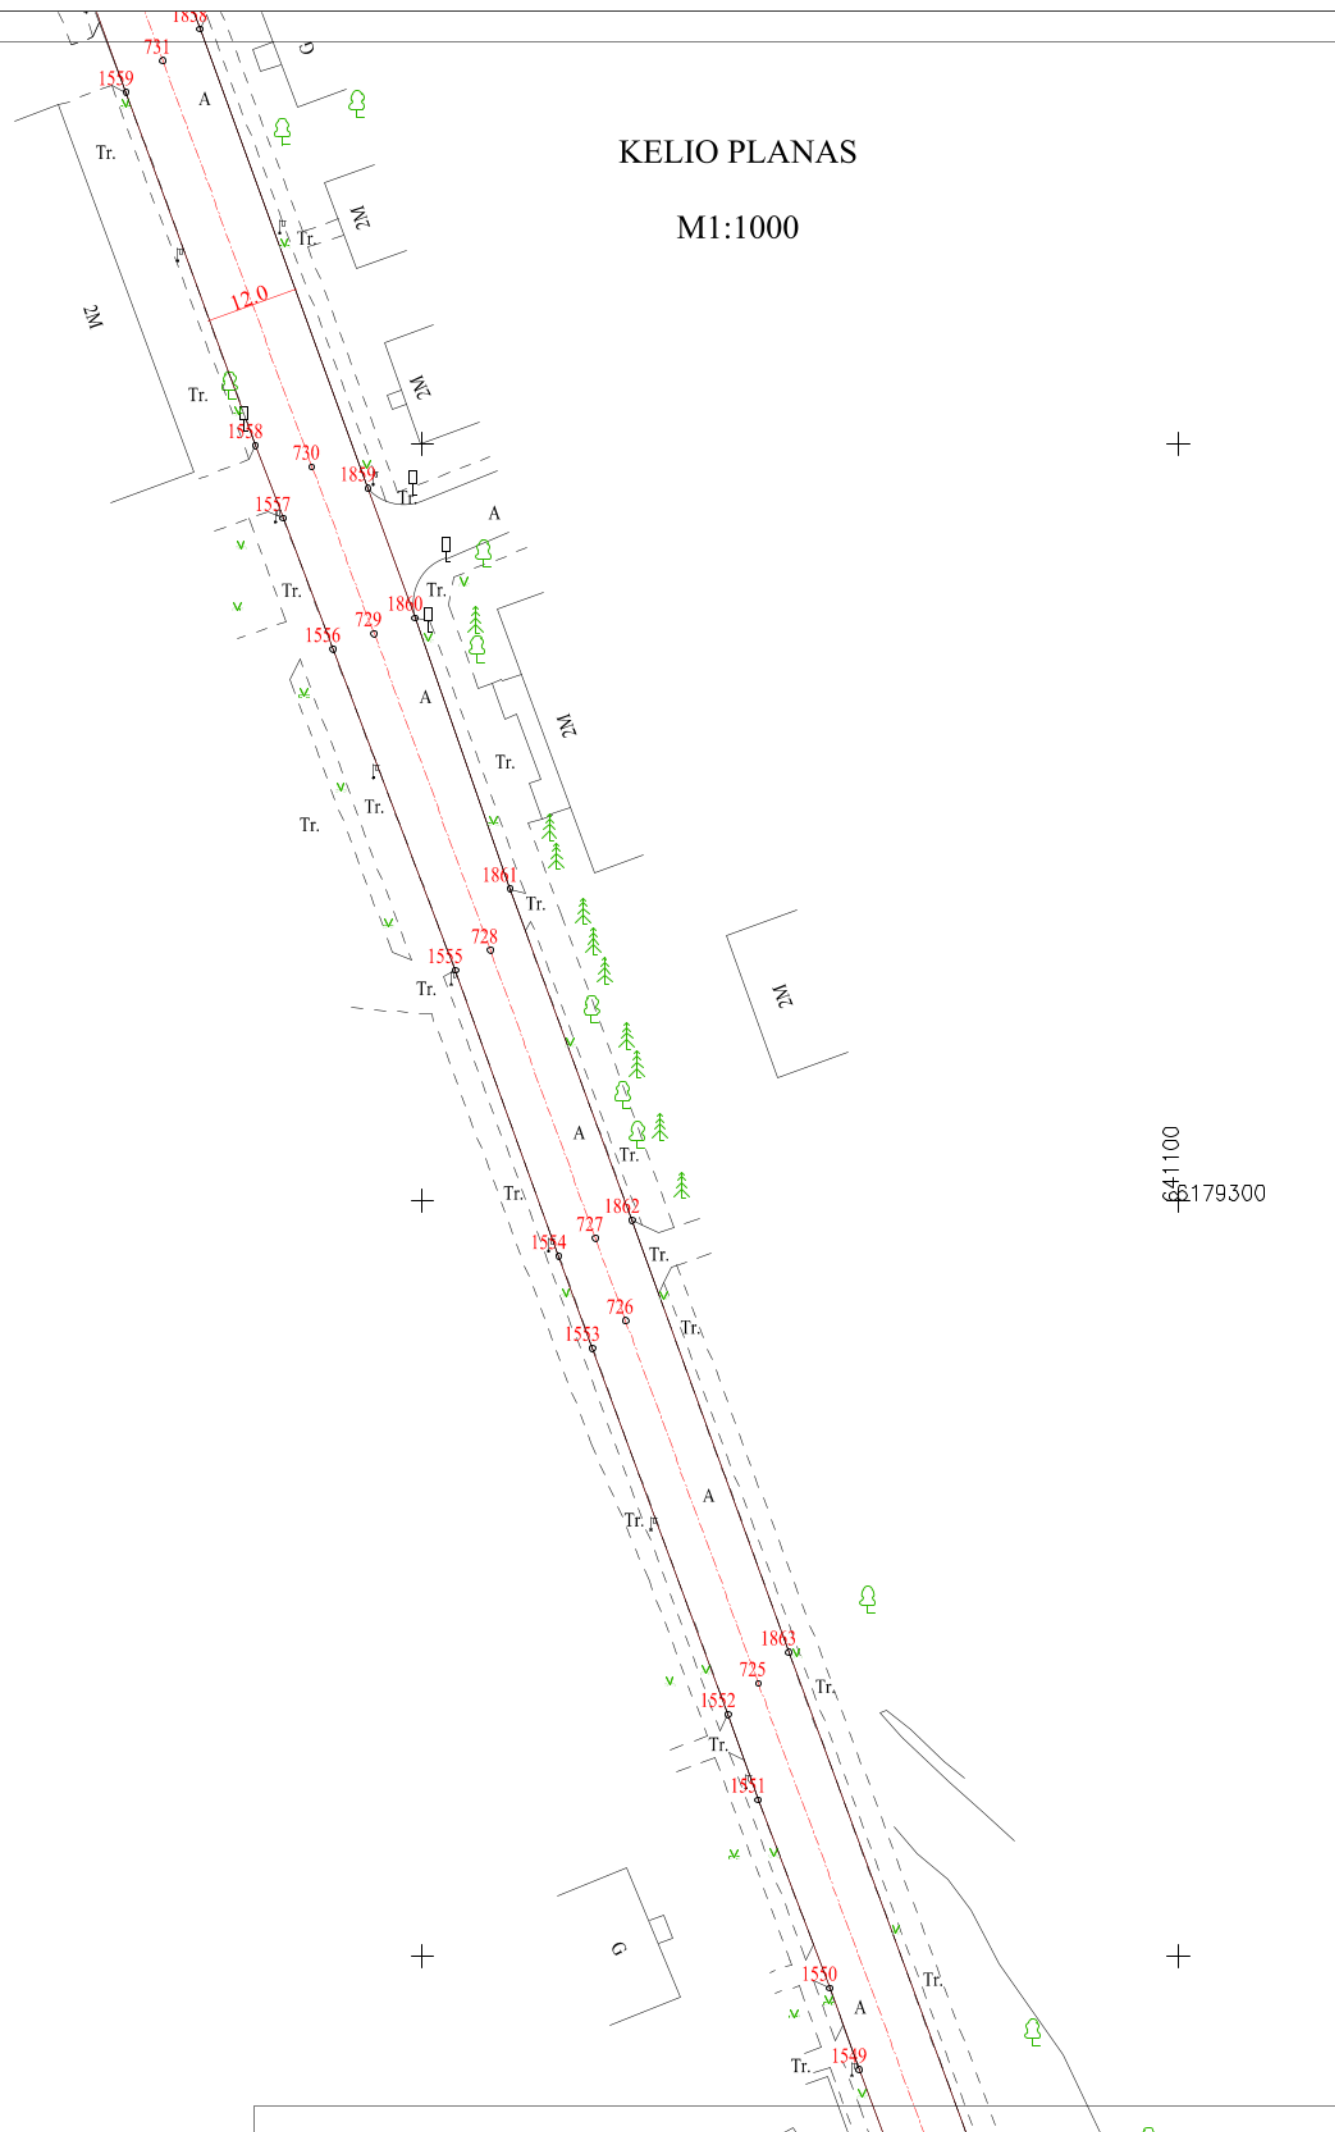 1858
731
G
1559
A
Tr.
KELIO PLANAS
2M
M1:1000
Tr.
12.0
2M
2M
Tr.
1558
730
1859
Tr.
1557
A
Tr.
Tr.
1860
729
1556
A
2M
Tr.
Tr.
Tr.
1861
Tr.
728
1555
Tr.
2M
A
641100
Tr.
Tr.
6179300
1862
727
1554
Tr.
726
Tr.
1553
A
Tr.
1863
725
Tr.
1552
Tr.
1551
G
1550
Tr.
A
1549
Tr.